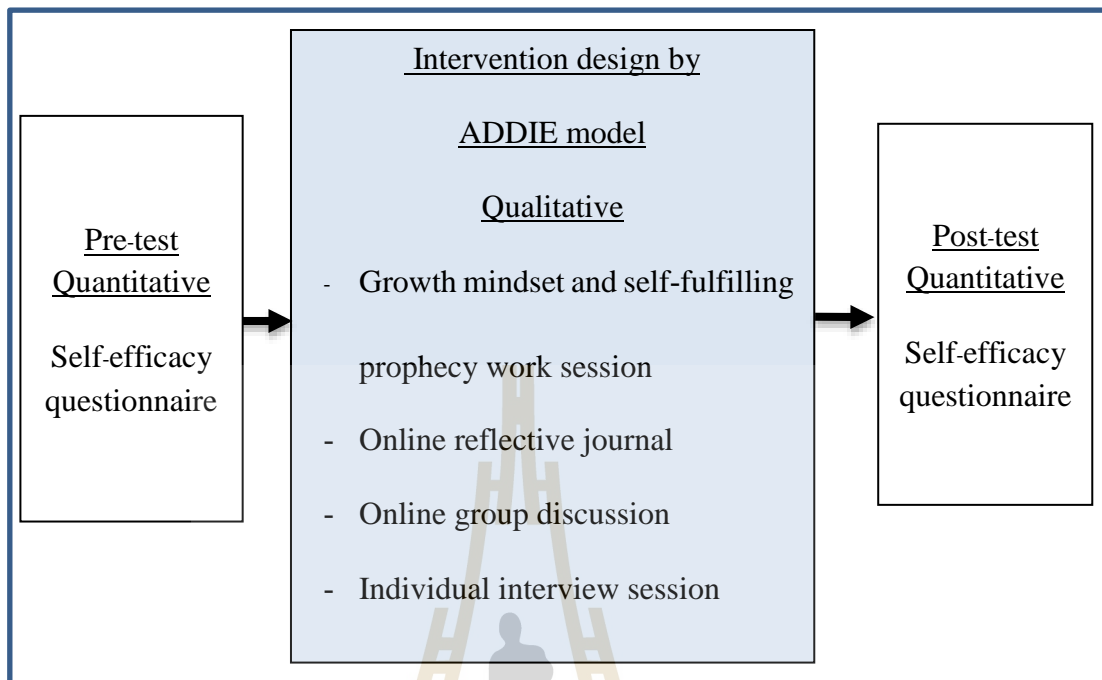 Pre-test
Quantitative
Self-efficacy
questionnaire
Intervention design by
ADDIE model
Qualitative
- Growth mindset and self-fulfilling
prophecy work session
- Online reflective journal
- Online group discussion
- Individual interview session
Post-test
Quantitative
Self-efficacy
questionnaire